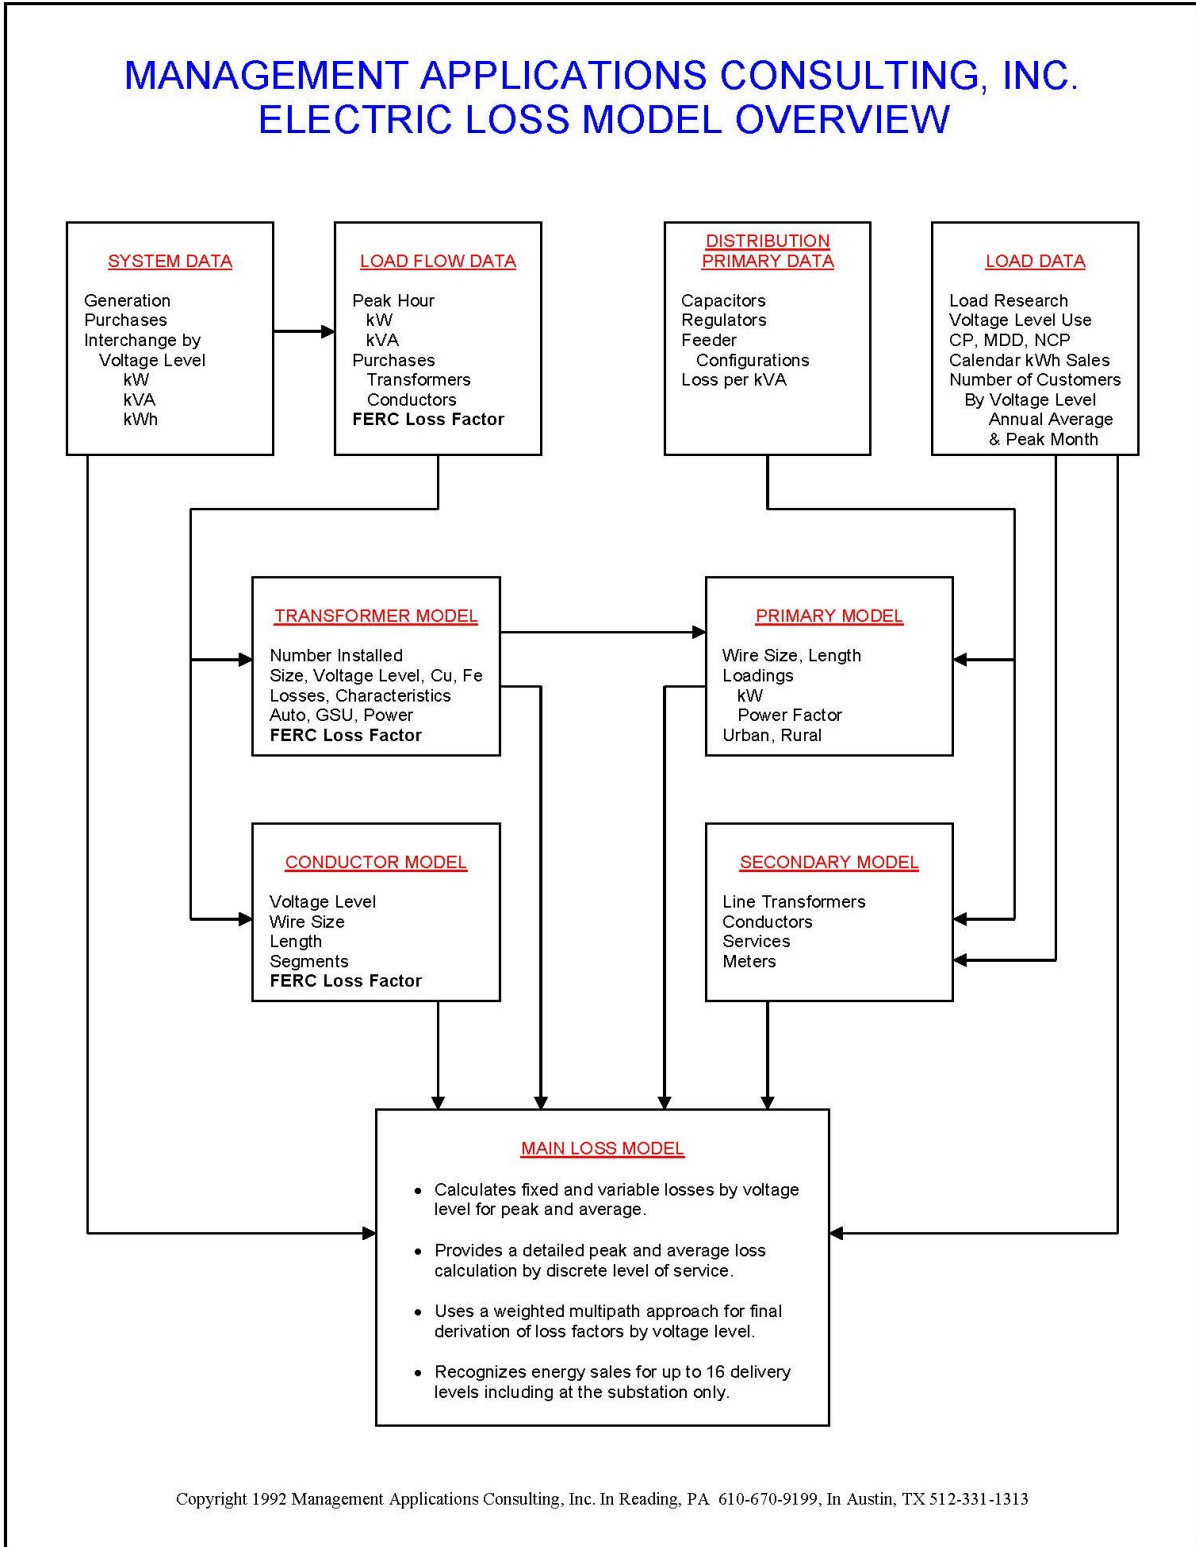 MANAGEMENT APPLICATIONS CONSULTING, INC.
ELECTRIC LOSS MODEL OVERVIEW
SYSTEM DATA
Generation
Purchases
Interchange by
Voltage Level
kW
kVA
kWh
LOAD FLOW DATA
Peak Hour
kW
kVA
Purchases
Transformers
Conductors
FERC Loss Factor
DISTRIBUTION
PRIMARY DATA
Capacitors
Regulators
Feeder
Configurations
Loss per kVA
LOAD DATA
Load Research
Voltage Level Use
CP, MDD, NCP
Calendar kWh Sales
Number of Customers
By Voltage Level
Annual Average
& Peak Month
TRANSFORMER MODEL
Number Installed
Size, Voltage Level, Cu, Fe
Losses, Characteristics
Auto, GSU, Power
FERC Loss Factor
PRIMARY MODEL
Wire Size, Length
Loadings
kW
Power Factor
Urban, Rural
CONDUCTOR MODEL
Voltage Level
Wire Size
Length
Segments
FERC Loss Factor
SECONDARY MODEL
Line Transformers
Conductors
Services
Meters
MAIN LOSS MODEL
• Calculates fixed and variable losses by voltage
level for peak and average.
• Provides a detailed peak and average loss
calculation by discrete level of service.
• Uses a weighted multipath approach for final
derivation of loss factors by voltage level.
• Recognizes energy sales for up to 16 delivery
levels including at the substation only.
Copyright 1992 Management Applications Consulting, Inc. In Reading, PA 610-670-9199, In Austin, TX 512-331-1313